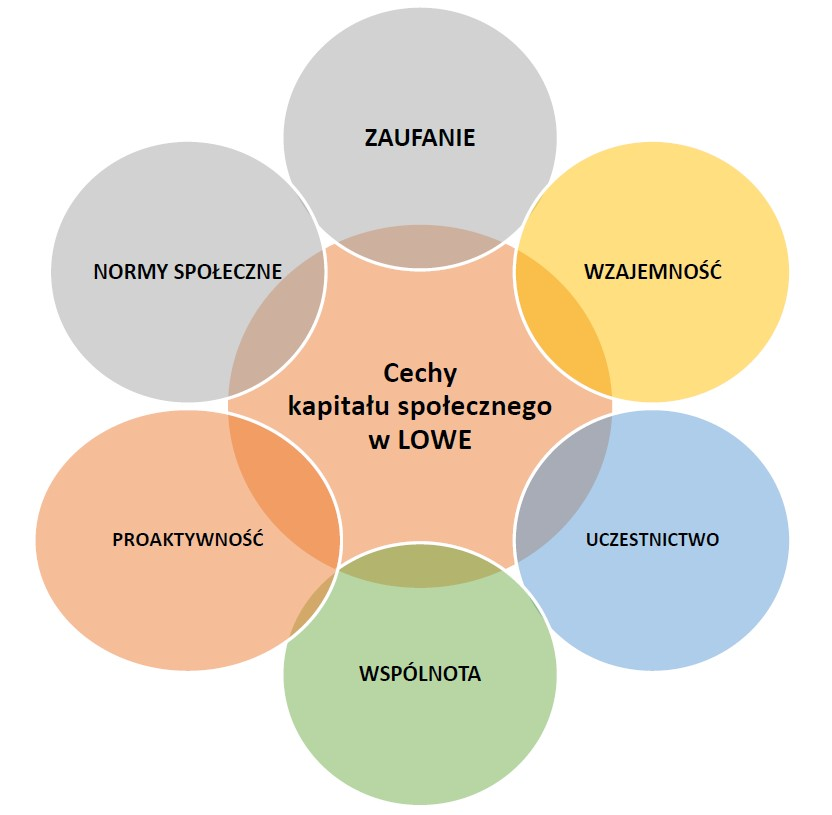 ZAUFANIE
NORMY SPOŁECZNE
WZAJEMNOŚĆ
Cechy
kapitału społecznego
w LOWE
PROAKTYWNOŚĆ
UCZESTNICTWO
WSPÓLNOTA